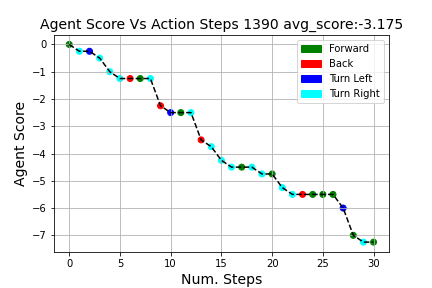 Agent Score Vs Action Steps 1390 avg_score:-3.175
Forward
Back
Turn Left
Turn Right
Agent Score
0
−1
−2
−3
−4
−5
−6
−7
0 5 10 15 20 25 30
Num. Steps